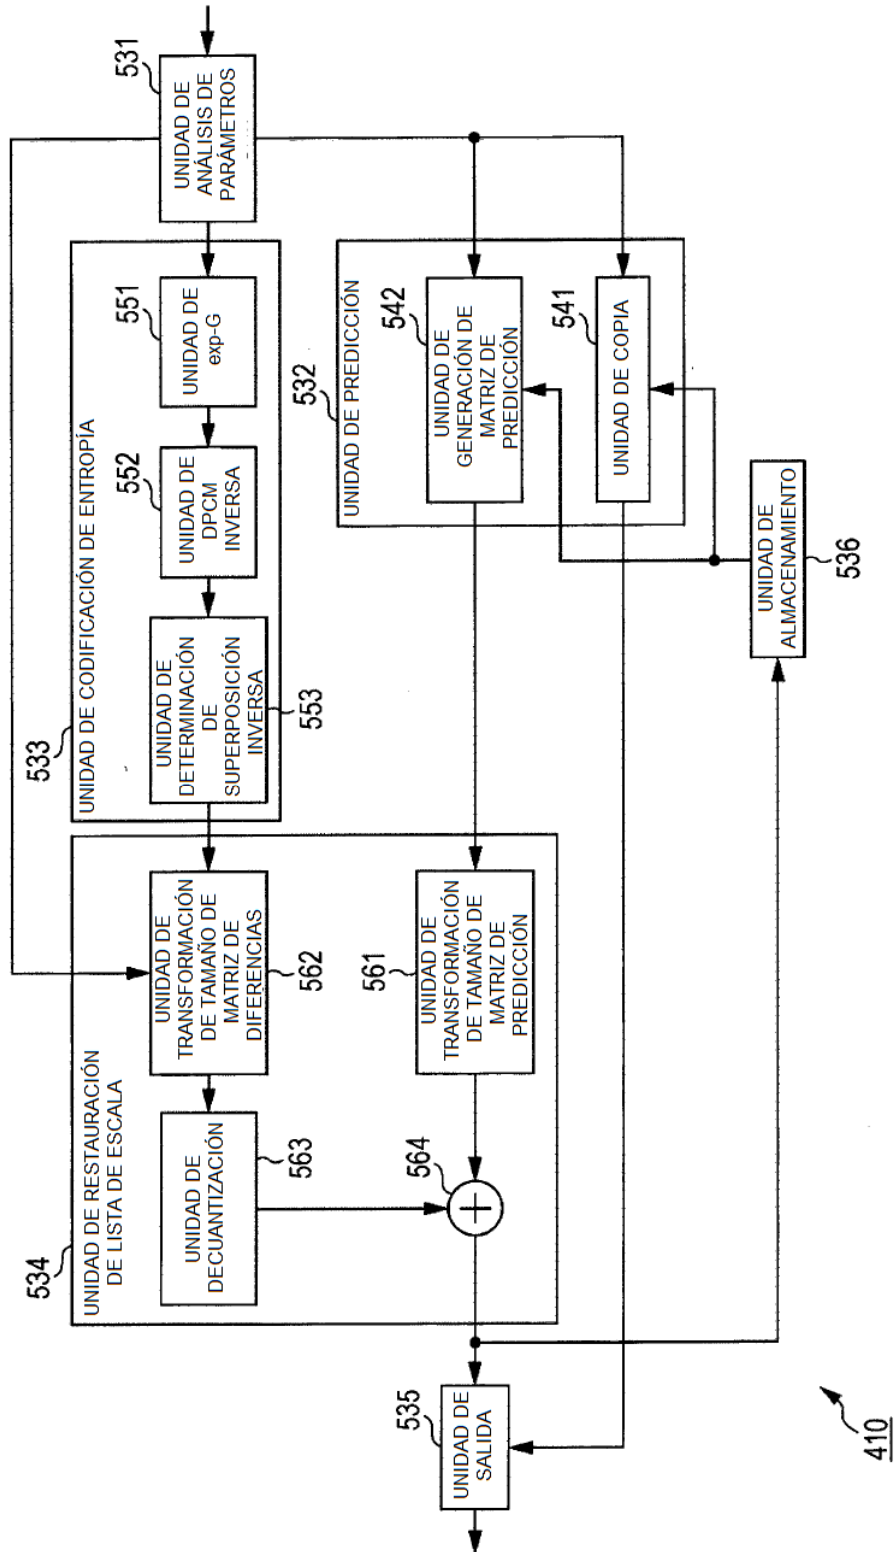 531
UNIDAD DE
ANÁLISIS DE
PARÁMETROS
533
UNIDAD DE CODIFICACIÓN DE ENTROPÍA
551
UNIDAD DE
exp-G
552
UNIDAD DE
DPCM
INVERSA
UNIDAD DE
DETERMINACIÓN
DE
SUPERPOSICIÓN
INVERSA
553
532
UNIDAD DE PREDICCIÓN
542
UNIDAD DE
GENERACIÓN DE
MATRIZ DE
PREDICCIÓN
541
UNIDAD DE COPIA
UNIDAD DE
ALMACENAMIENTO
536
534
UNIDAD DE RESTAURACIÓN
DE LISTA DE ESCALA
UNIDAD DE
TRANSFORMACIÓN
DE TAMAÑO DE
MATRIZ DE
DIFERENCIAS
562
561
UNIDAD DE
TRANSFORMACIÓN
DE TAMAÑO DE
MATRIZ DE
PREDICCIÓN
UNIDAD DE
DECUANTIZACIÓN
563
564
+
535
UNIDAD DE
SALIDA
410